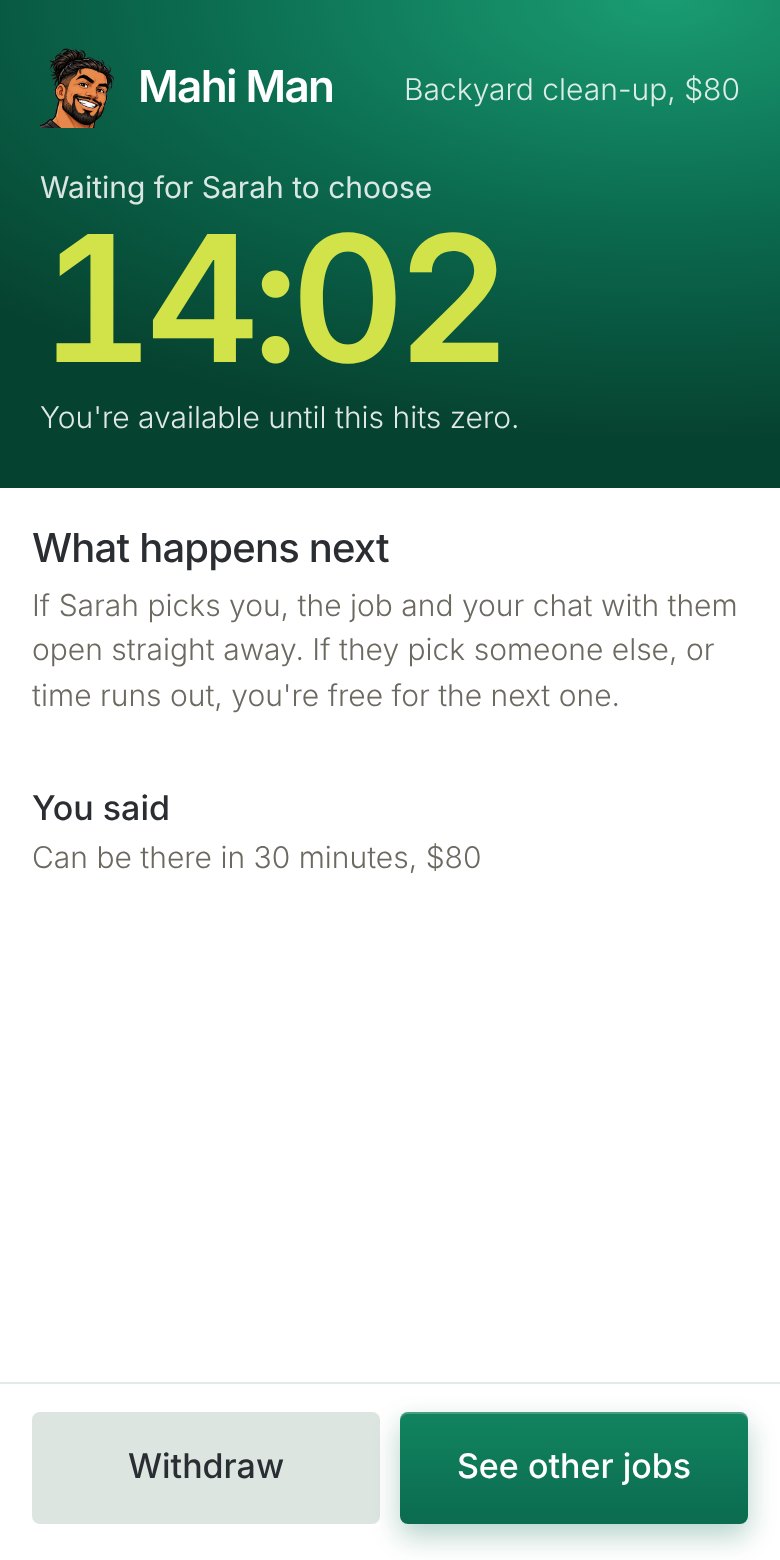 Mahi Man
Backyard clean-up, $80
Waiting for Sarah to choose
14:02
You're available until this hits zero.
What happens next
If Sarah picks you, the job and your chat with them
open straight away. If they pick someone else, or
time runs out, you're free for the next one.
You said
Can be there in 30 minutes, $80
Withdraw
See other jobs